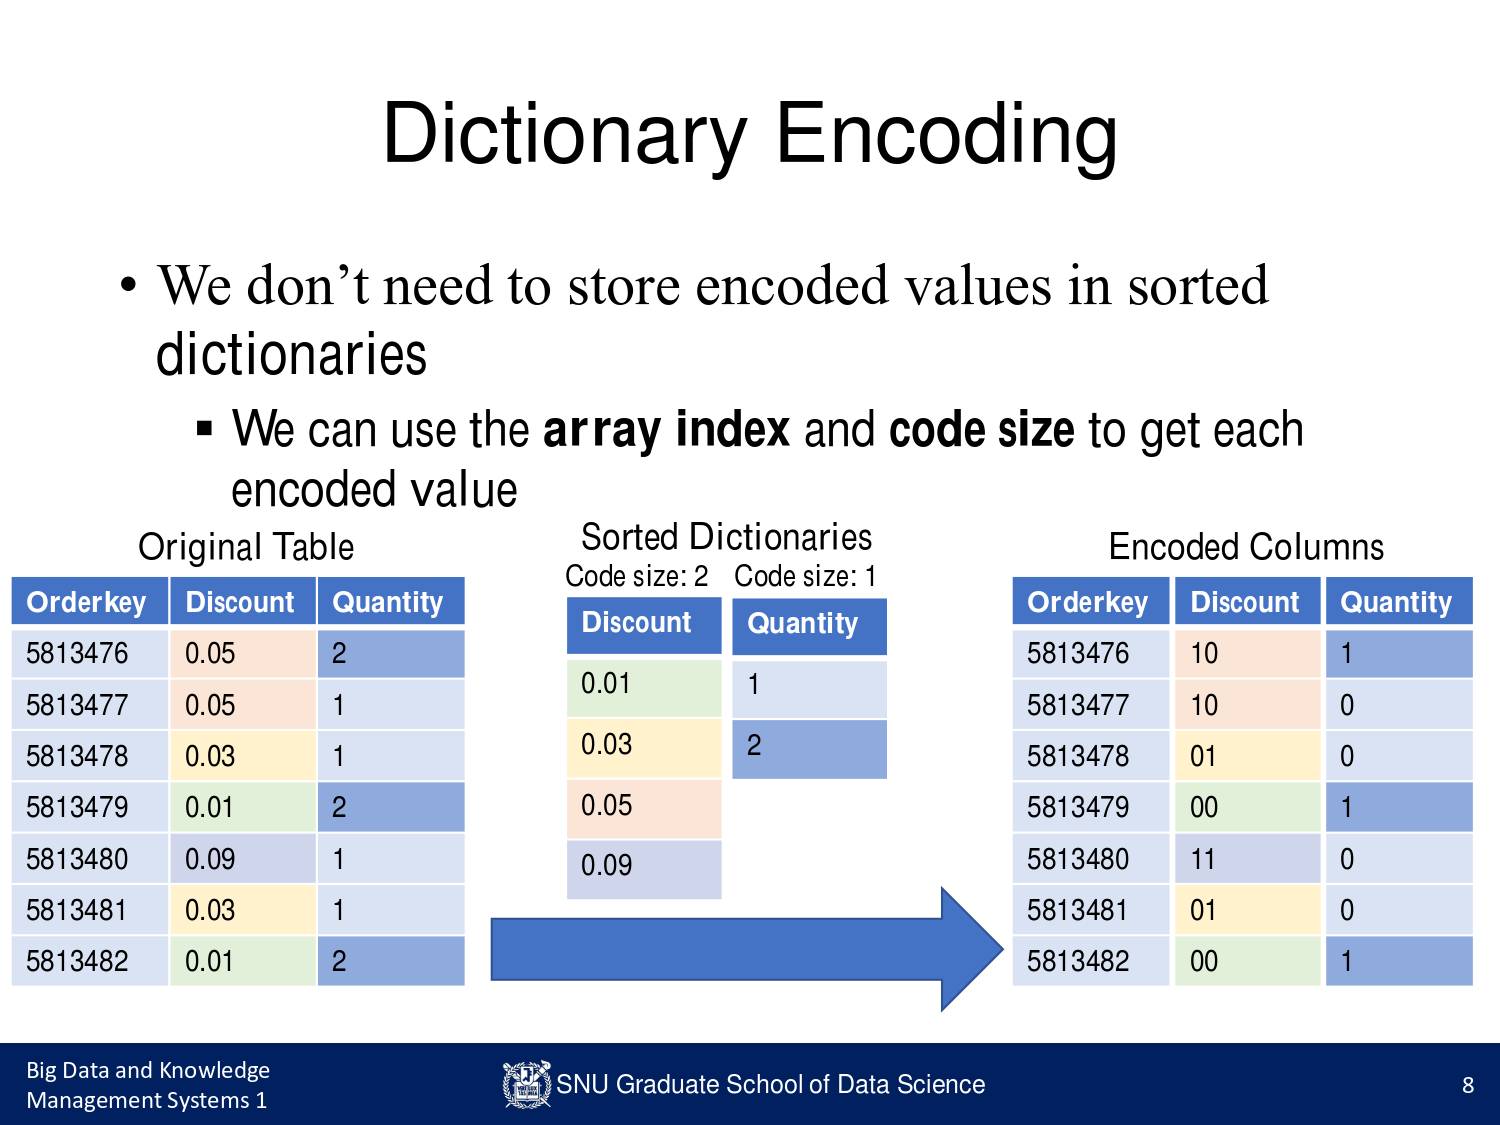 Dictionary Encoding
• We don’t need to store encoded values in sorted
dictionaries
▪ We can use the array index and code size to get each
encoded value
Original Table
Orderkey Discount Quantity
5813476 0.05 2
5813477 0.05 1
5813478 0.03 1
5813479 0.01 2
5813480 0.09 1
5813481 0.03 1
5813482 0.01 2
Sorted Dictionaries
Code size: 2 Code size: 1
Discount Quantity
0.01 1
0.03 2
0.05
0.09
Encoded Columns
Orderkey Discount Quantity
5813476 10 1
5813477 10 0
5813478 01 0
5813479 00 1
5813480 11 0
5813481 01 0
5813482 00 1
Big Data and Knowledge
Management Systems 1
SNU Graduate School of Data Science
8